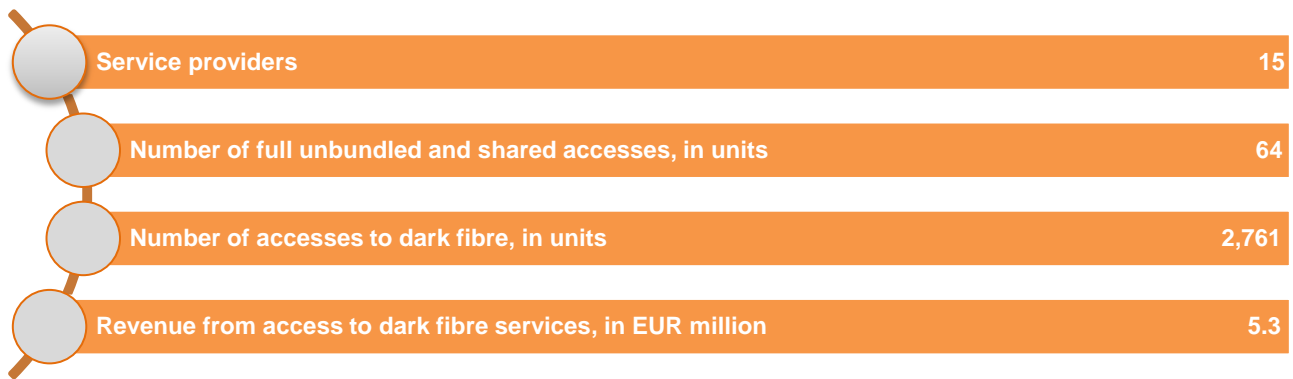 Service providers 15
Number of full unbundled and shared accesses, in units 64
Number of accesses to dark fibre, in units 2,761
Revenue from access to dark fibre services, in EUR million 5.3